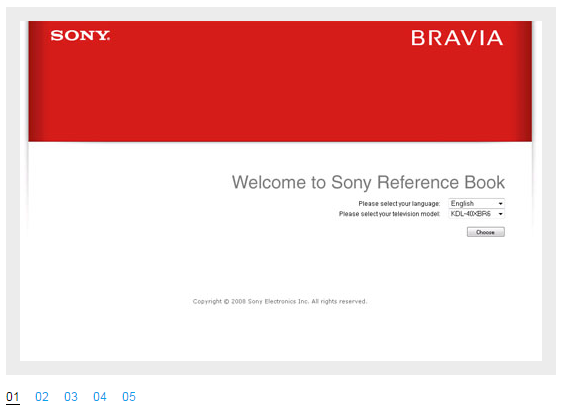 SONY.
BRAVIA
Welcome to Sony Reference Book
Please select your language: English
Please select your television model: KDL-40XBR6
Choose
Copyright © 2008 Sony Electronics Inc. All rights reserved.
01 02 03 04 05